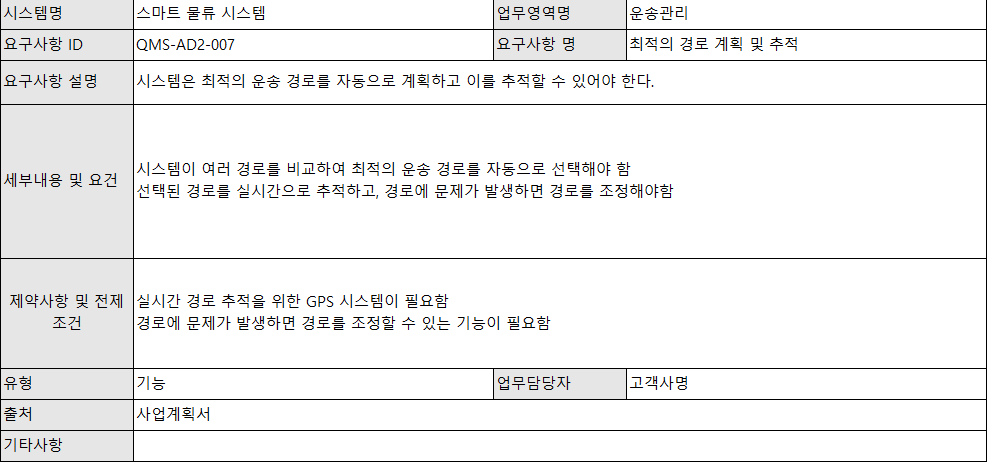 시스템명 스마트 물류 시스템 업무영역명 운송관리
요구사항 ID QMS-AD2-007 요구사항 명 최적의 경로 계획 및 추적
요구사항 설명 시스템은 최적의 운송 경로를 자동으로 계획하고 이를 추적할 수 있어야 한다.
세부내용 및 요건
시스템이 여러 경로를 비교하여 최적의 운송 경로를 자동으로 선택해야 함
선택된 경로를 실시간으로 추적하고, 경로에 문제가 발생하면 경로를 조정해야함
제약사항 및 전제
조건
실시간 경로 추적을 위한 GPS 시스템이 필요함
경로에 문제가 발생하면 경로를 조정할 수 있는 기능이 필요함
유형 기능 업무담당자 고객사명
출처 사업계획서
기타사항